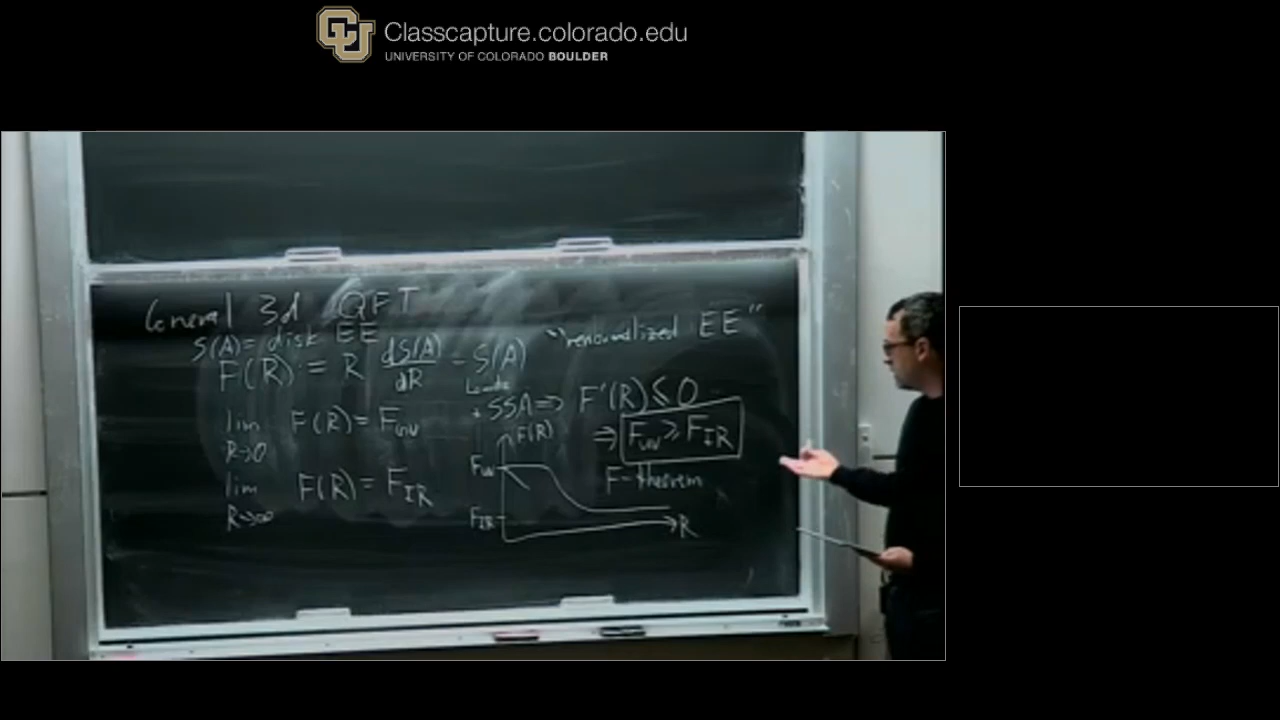 Classcapture.colorado.edu
UNIVERSITY OF COLORADO BOULDER
General 3d QFT
S(A) = disk EE
F(R) := R dS(A)/dR - S(A) "renormalized EE"
lim R→0 F(R) = F_UV
+ SSA ⇒ F'(R) ≤ 0
⇒ F_UV ≥ F_IR
F-theorem
lim R→∞ F(R) = F_IR
F(R)
F_UV
F_IR
R